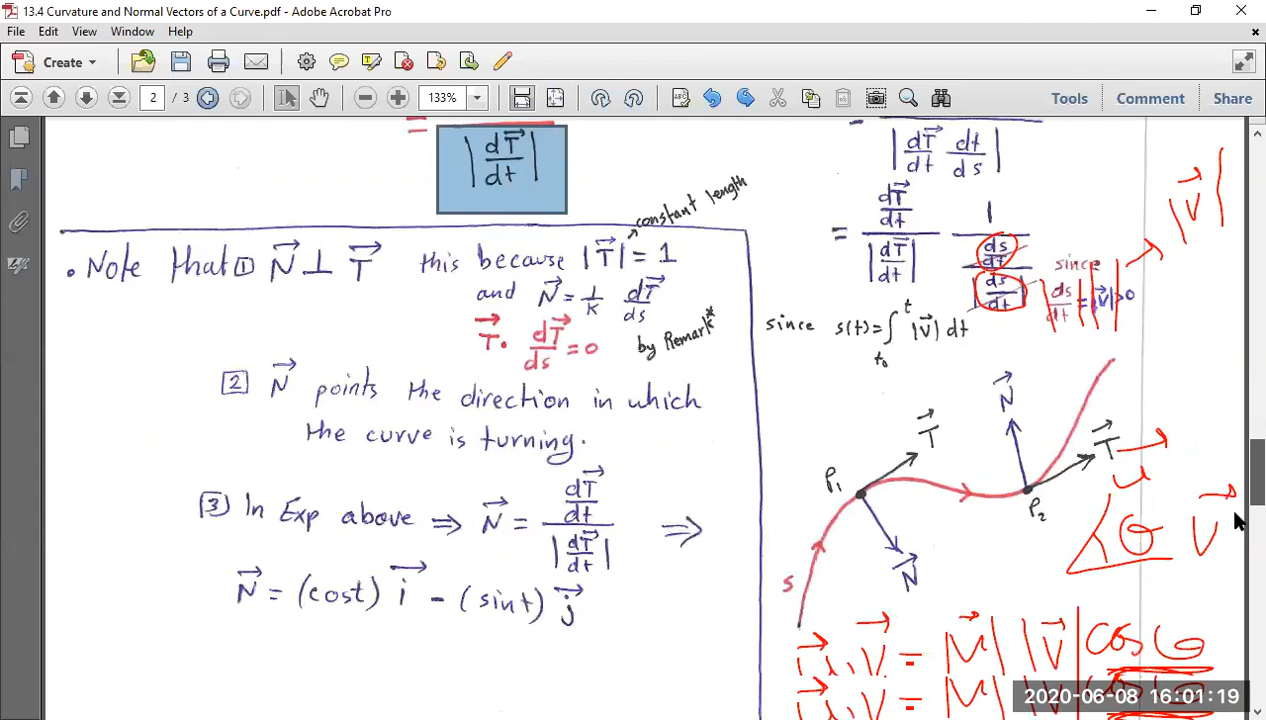 13.4 Curvature and Normal Vectors of a Curve.pdf - Adobe Acrobat Pro
File Edit View Window Help
Create
2 / 3 133% Tools Comment Share
=
|dT/dt|
• Note that ① N ⊥ T this because |T| = 1
constant length
and N = 1/k dT/ds
T . dT/ds = 0 by Remark*
2 N points the direction in which
the curve is turning.
3 In Exp above ⇒ N = dT/dt / |dT/dt| ⇒
N = (cost) i - (sint) j
=
|dT/dt dt/ds|
= dT/dt / |dT/dt| 1 / ds/dt / |ds/dt|
since
ds/dt = |v| > 0
|v|
since s(t) = ∫ t₀ t |v| dt
N
T
T
P1
P2
N
s
u
θ v
u . v = |u| |v| cos θ
2020-06-08 16:01:19